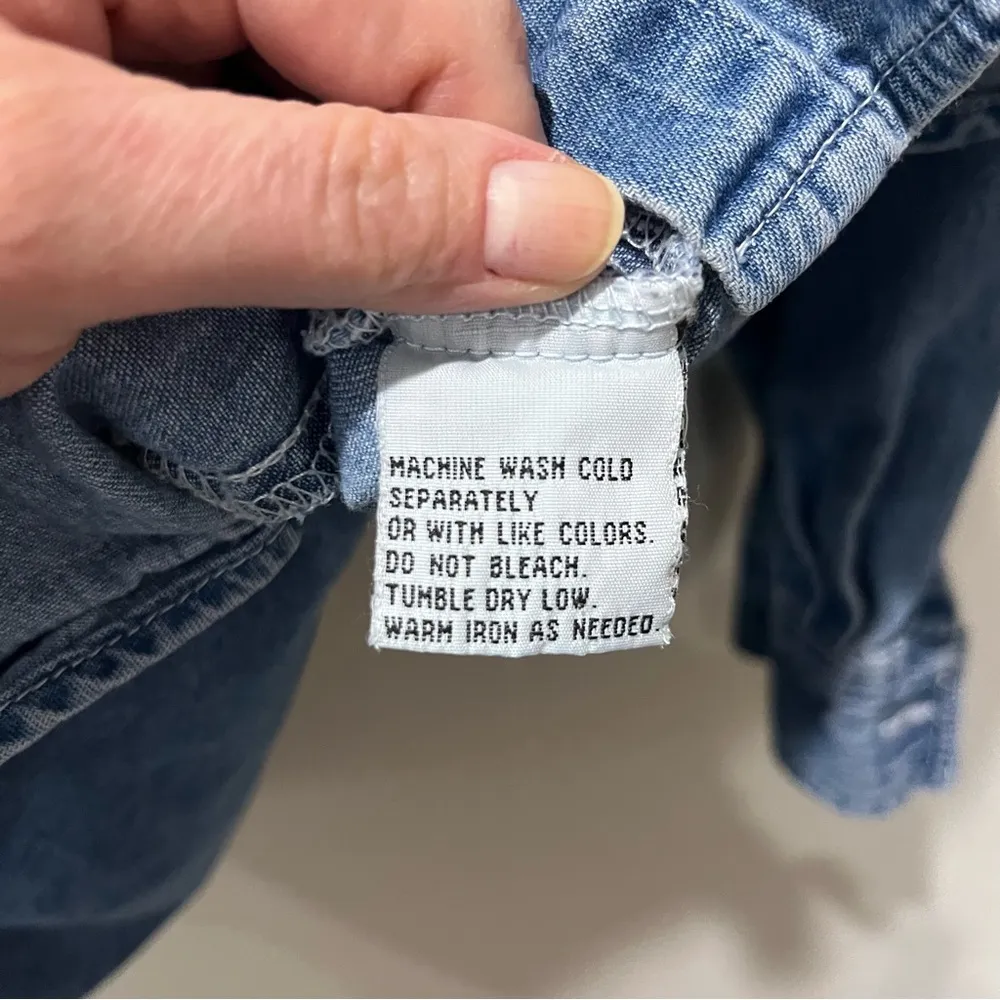 MACHINE WASH COLD
SEPARATELY
OR WITH LIKE COLORS.
DO NOT BLEACH.
TUMBLE DRY LOW.
WARM IRON AS NEEDED